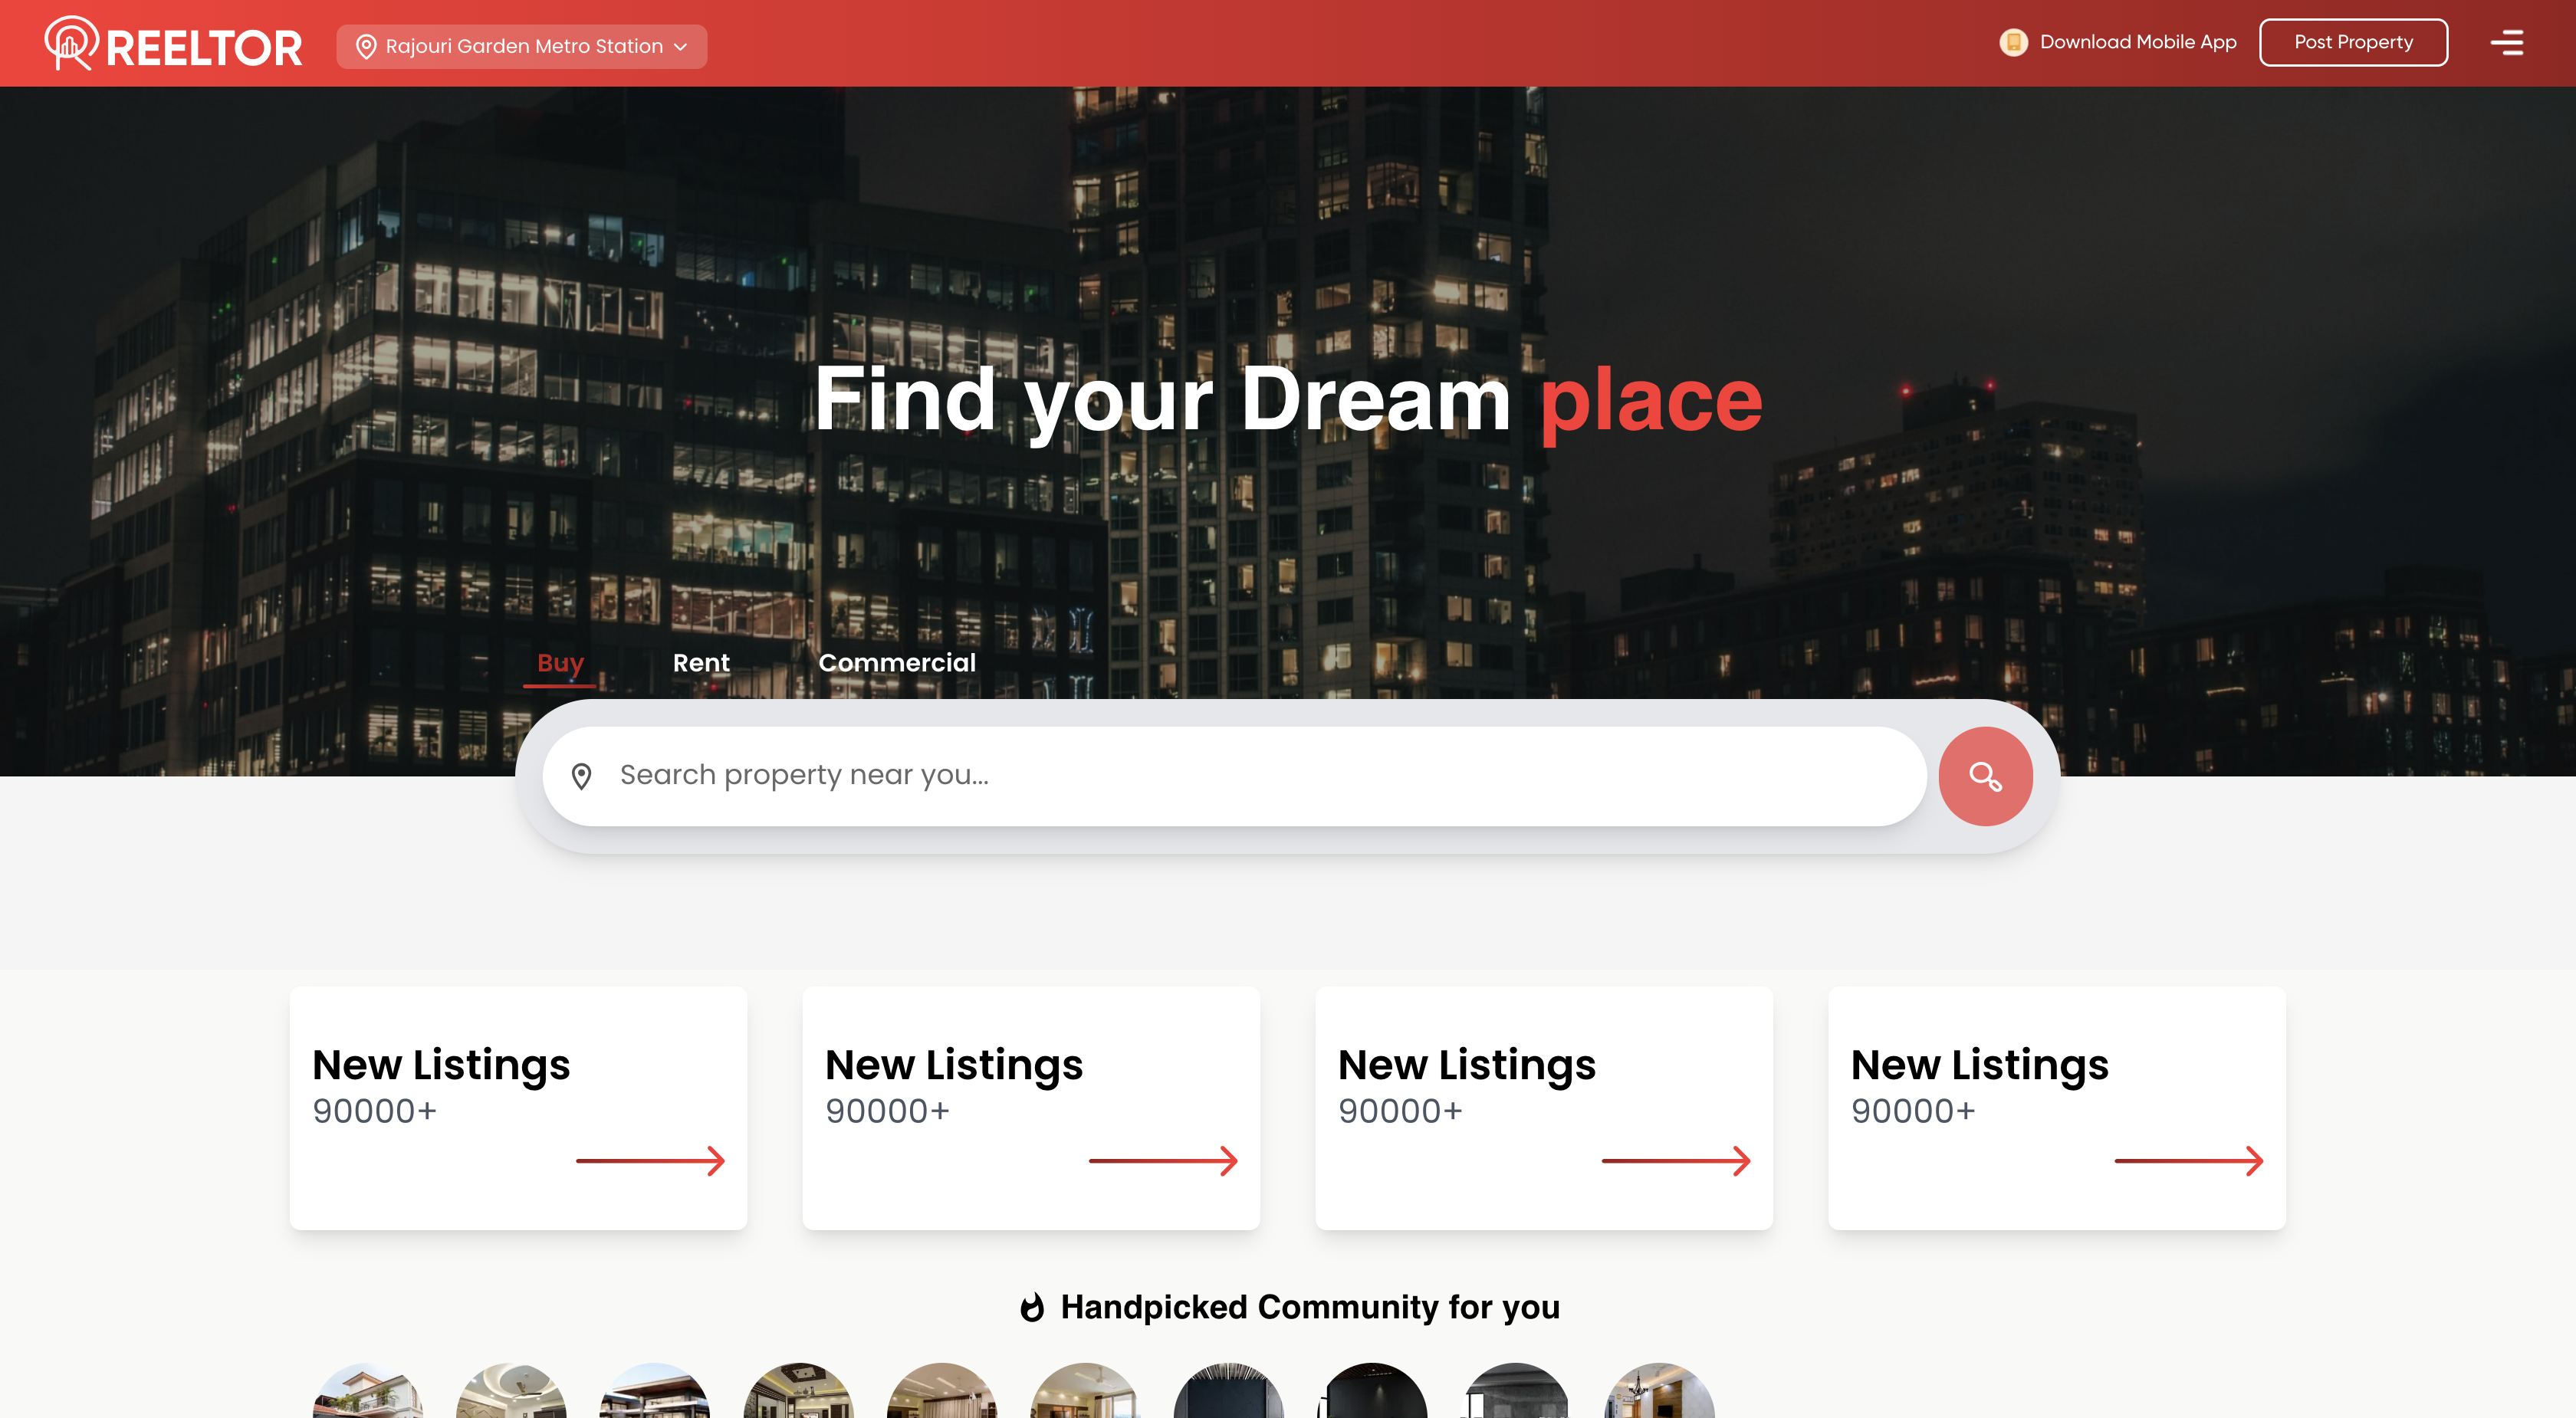 REELTOR
Rajouri Garden Metro Station
Download Mobile App
Post Property
Find your Dream place
Buy
Rent
Commercial
Search property near you...
New Listings
90000+
New Listings
90000+
New Listings
90000+
New Listings
90000+
Handpicked Community for you